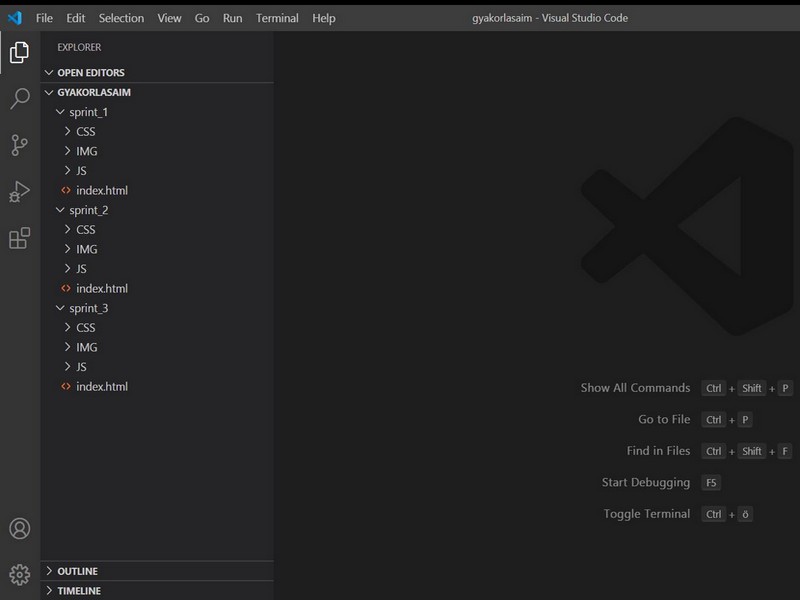 File Edit Selection View Go Run Terminal Help gyakorlasaim - Visual Studio Code
EXPLORER
OPEN EDITORS
GYAKORLASAIM
sprint_1
CSS
IMG
JS
index.html
sprint_2
CSS
IMG
JS
index.html
sprint_3
CSS
IMG
JS
index.html
OUTLINE
TIMELINE
Show All Commands Ctrl + Shift + P
Go to File Ctrl + P
Find in Files Ctrl + Shift + F
Start Debugging F5
Toggle Terminal Ctrl + ö